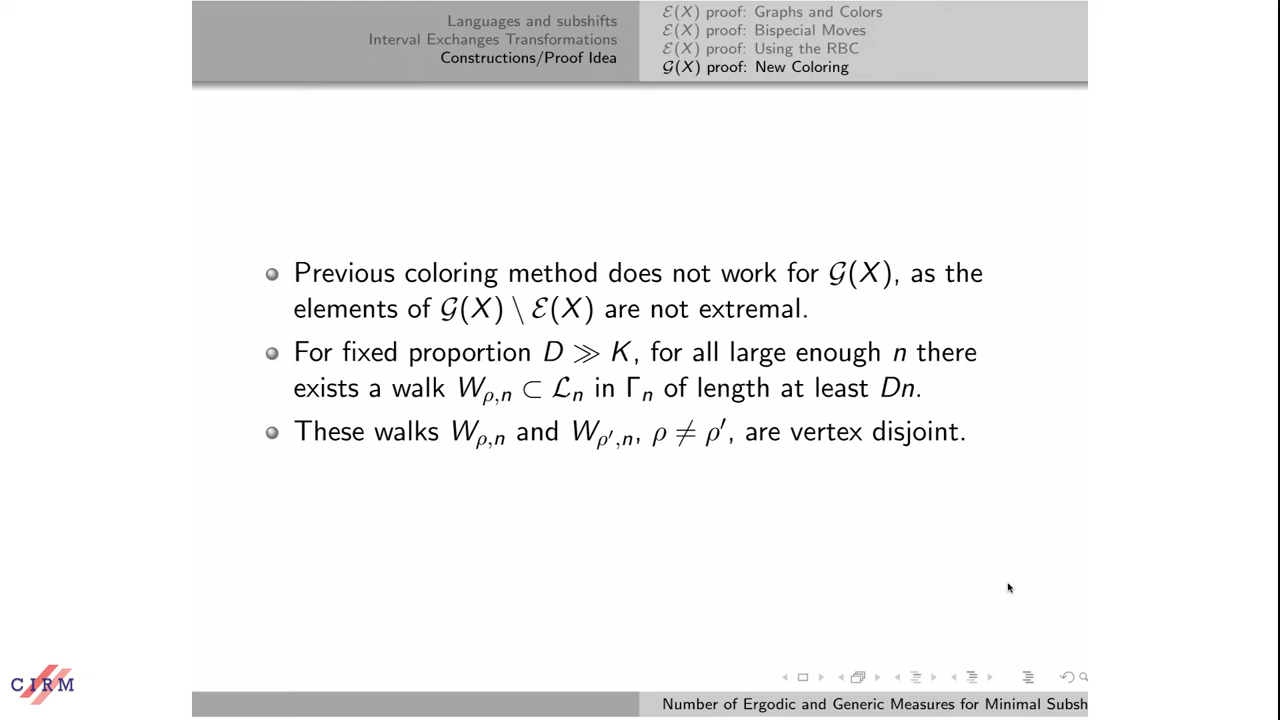 Languages and subshifts
Interval Exchanges Transformations
Constructions/Proof Idea
ℰ(X) proof: Graphs and Colors
ℰ(X) proof: Bispecial Moves
ℰ(X) proof: Using the RBC
𝒢(X) proof: New Coloring
Previous coloring method does not work for 𝒢(X), as the
elements of 𝒢(X) \ ℰ(X) are not extremal.
For fixed proportion D ≫ K, for all large enough n there
exists a walk W_{ρ,n} ⊂ ℒ_n in Γ_n of length at least Dn.
These walks W_{ρ,n} and W_{ρ′,n}, ρ ≠ ρ′, are vertex disjoint.
CIRM
Number of Ergodic and Generic Measures for Minimal Subsh